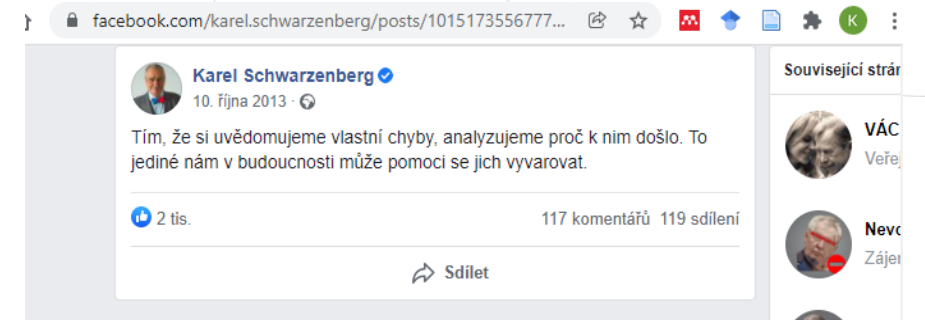 facebook.com/karel.schwarzenberg/posts/1015173556777...
K
Karel Schwarzenberg
10. října 2013 ·
Tím, že si uvědomujeme vlastní chyby, analyzujeme proč k nim došlo. To
jediné nám v budoucnosti může pomoci se jich vyvarovat.
2 tis.
117 komentářů 119 sdílení
Sdílet
Související strán
VÁC
Veřej
Nevo
Zájem